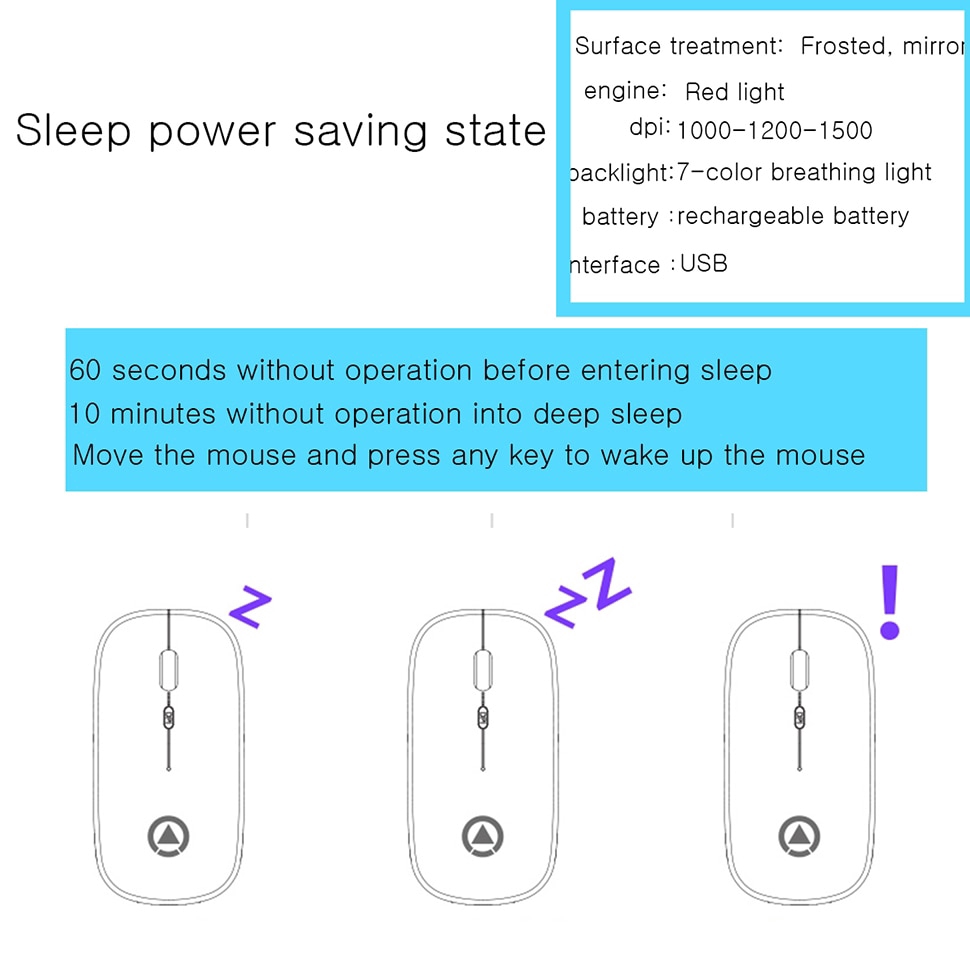 Sleep power saving state
Surface treatment: Frosted, mirror
engine: Red light
dpi: 1000-1200-1500
backlight:7-color breathing light
battery :rechargeable battery
nterface :USB
60 seconds without operation before entering sleep
10 minutes without operation into deep sleep
Move the mouse and press any key to wake up the mouse
z
zZ
!